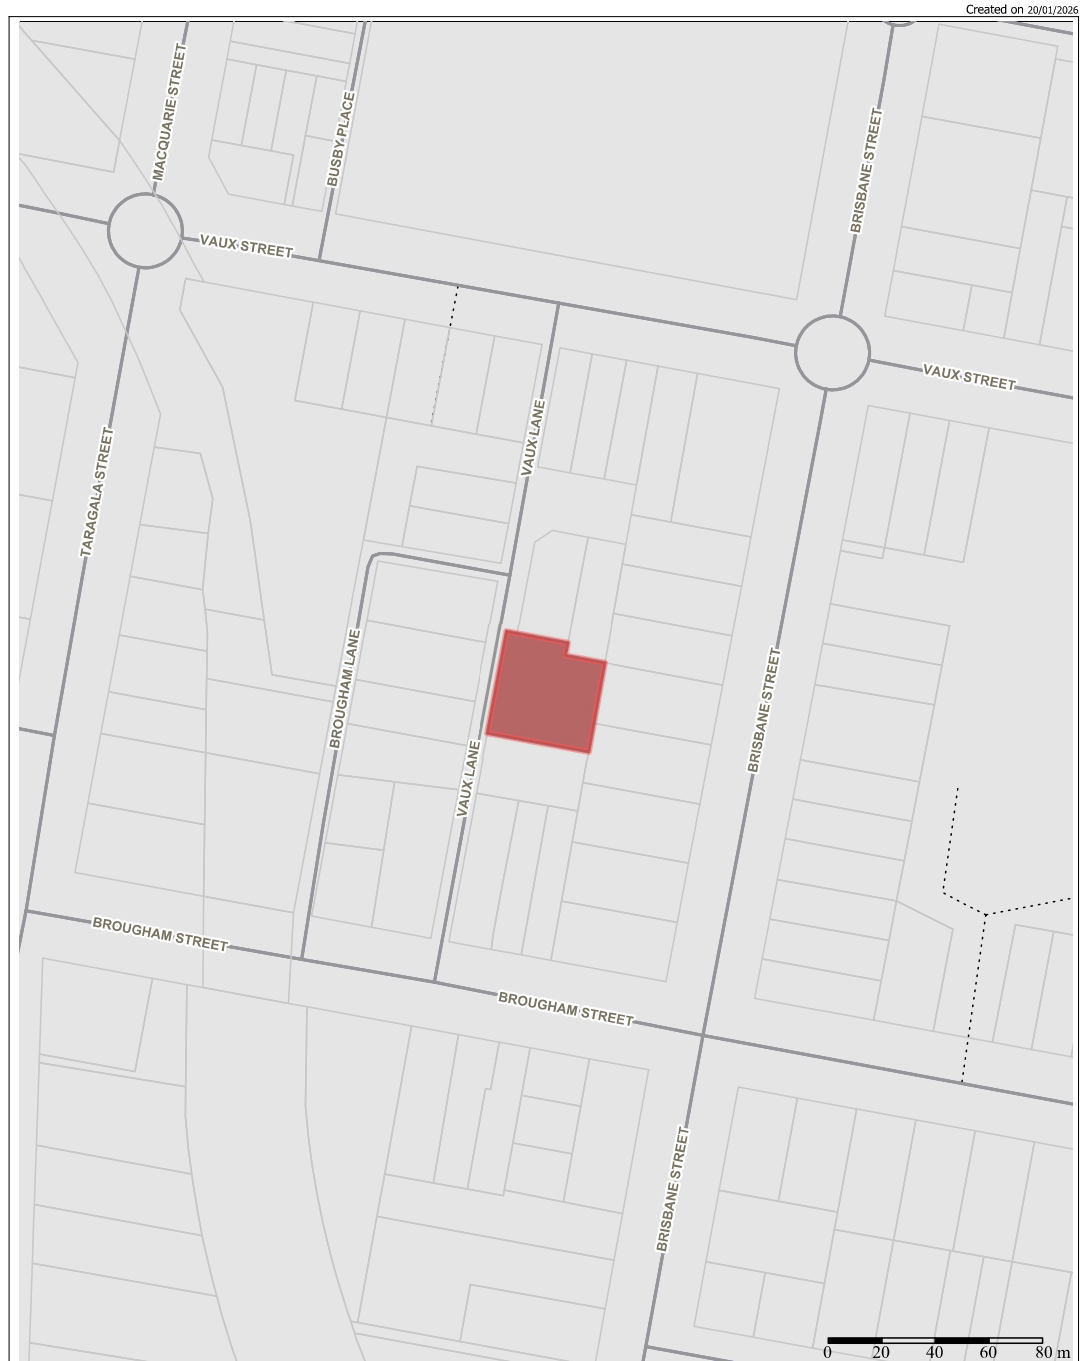 Created on 20/01/2026
MACQUARIE STREET
BUSBY PLACE
BRISBANE STREET
VAUX STREET
VAUX STREET
VAUX LANE
TARAGALA STREET
BROUGHAM LANE
BRISBANE STREET
VAUX LANE
BROUGHAM STREET
BROUGHAM STREET
BRISBANE STREET
0 20 40 60 80 m